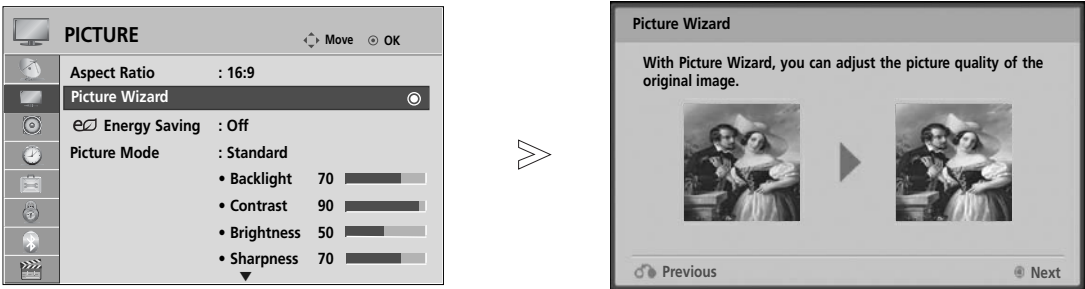 PICTURE
Move OK
Aspect Ratio : 16:9
Picture Wizard
Energy Saving : Off
Picture Mode : Standard
• Backlight 70
• Contrast 90
• Brightness 50
• Sharpness 70
Picture Wizard
With Picture Wizard, you can adjust the picture quality of the
original image.
Previous Next